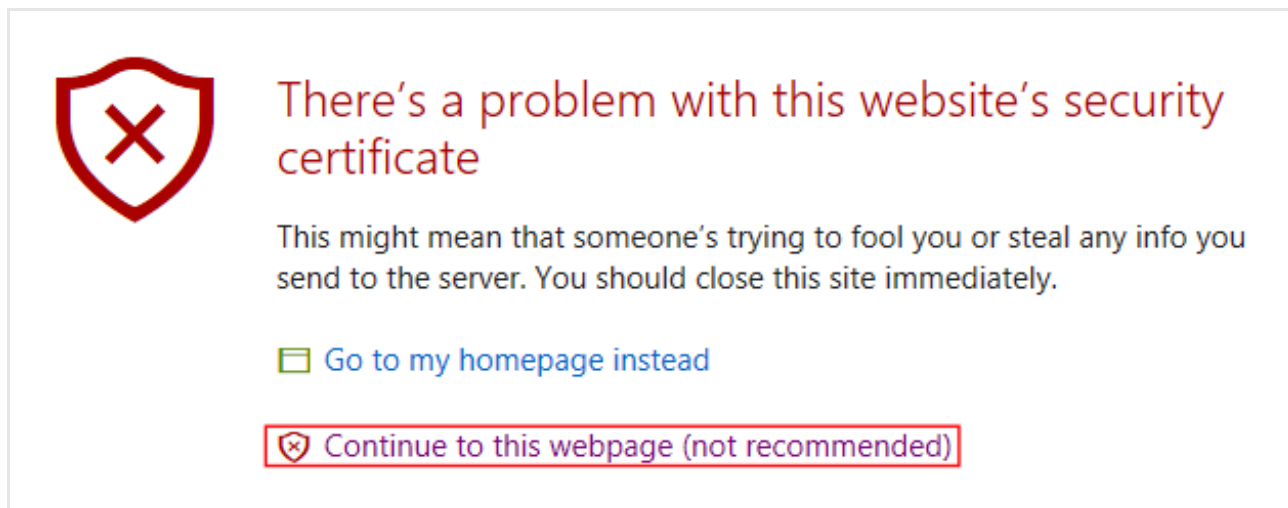 There’s a problem with this website’s security
certificate
This might mean that someone’s trying to fool you or steal any info you
send to the server. You should close this site immediately.
Go to my homepage instead
Continue to this webpage (not recommended)